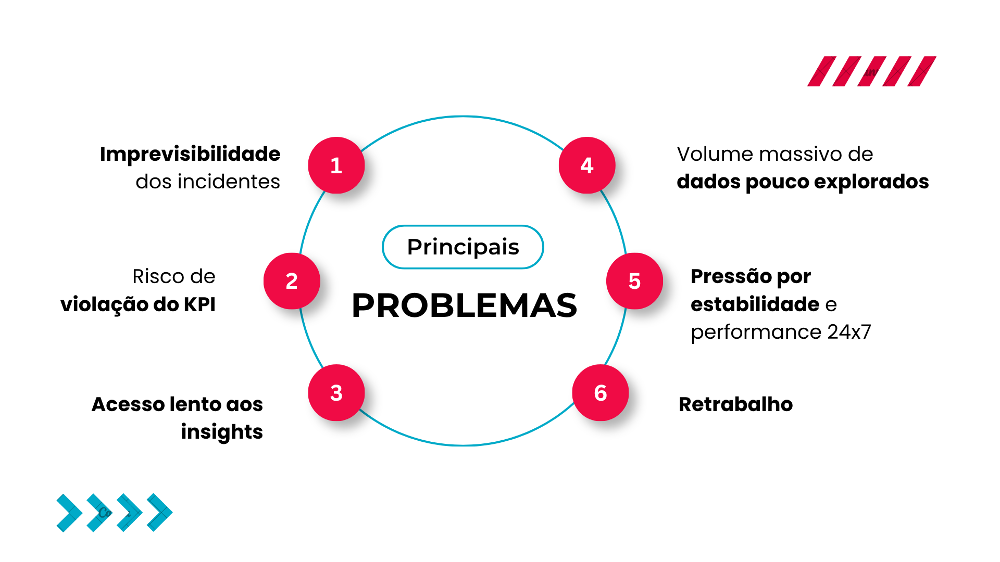 Principais
PROBLEMAS
1
Imprevisibilidade
dos incidentes
2
Risco de
violação do KPI
3
Acesso lento aos
insights
4
Volume massivo de
dados pouco explorados
5
Pressão por
estabilidade e
performance 24x7
6
Retrabalho